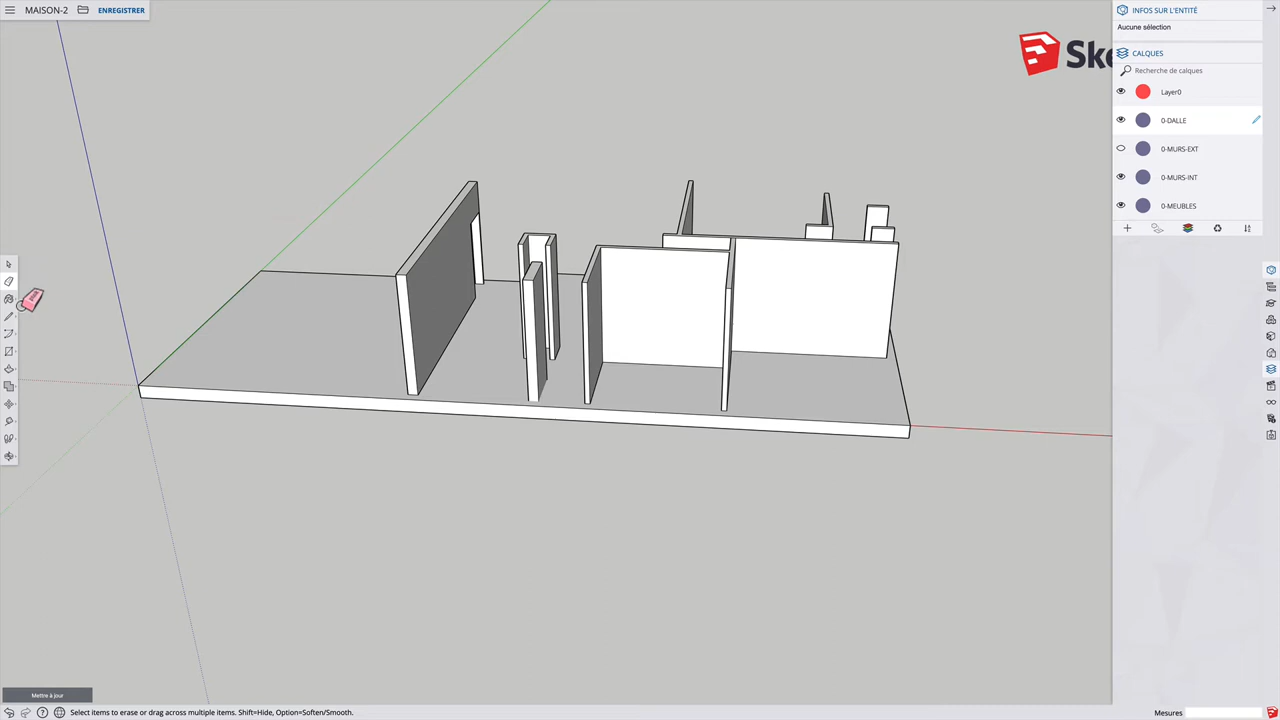 MAISON-2
ENREGISTRER
Ske
INFOS SUR L'ENTITÉ
Aucune sélection
CALQUES
Recherche de calques
Layer0
0-DALLE
0-MURS-EXT
0-MURS-INT
0-MEUBLES
Mettre à jour
Select items to erase or drag across multiple items. Shift=Hide, Option=Soften/Smooth.
Mesures